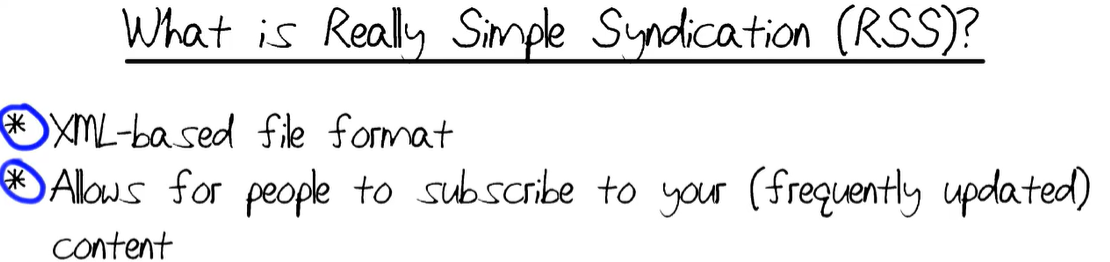 What is Really Simple Syndication (RSS)?
* XML-based file format
* Allows for people to subscribe to your (frequently updated)
content